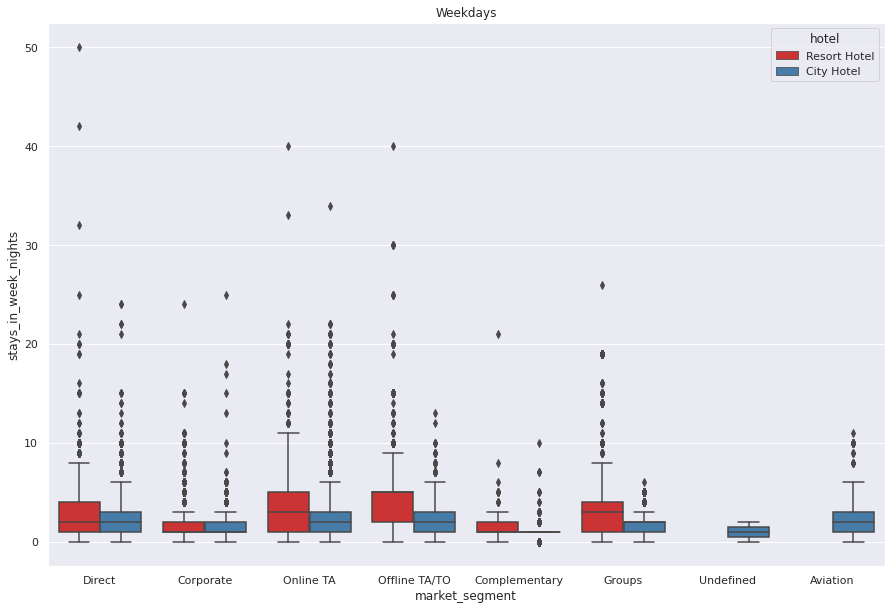 Weekdays
hotel
Resort Hotel
City Hotel
50
40
30
20
10
0
stays_in_week_nights
Direct Corporate Online TA Offline TA/TO Complementary Groups Undefined Aviation
market_segment